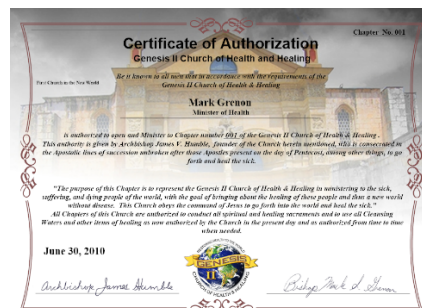 Chapter No. 001
Certificate of Authorization
Genesis II Church of Health and Healing
First Church in the New World
Be it known to all men that in accordance with the requirements of the
Genesis II Church of Health & Healing
Mark Grenon
Minister of Health
is authorized to open and Minister to Chapter number 001 of the Genesis II Church of Health & Healing .
This authority is given by Archbishop James V. Humble, founder of the Church herein mentioned, who is consecrated in
the Apostolic lines of succession unbroken after those Apostles present on the day of Pentecost, among other things, to go
forth and heal the sick.
"The purpose of this Chapter is to represent the Genesis II Church of Health & Healing in ministering to the sick,
suffering, and dying people of the world, with the goal of bringing about the healing of these people and thus a new world
without disease. This Church obeys the command of Jesus to go forth into the world and heal the sick."
All Chapters of this Church are authorized to conduct all spiritual and healing sacraments and to use all Cleansing
Waters and other items of healing as now authorized by the Church in the present day and as authorized from time to time
when needed.
June 30, 2010
GENESIS
II
CHURCH OF HEALTH & HEALING
Archbishop James Humble
Bishop Mark S. Grenon